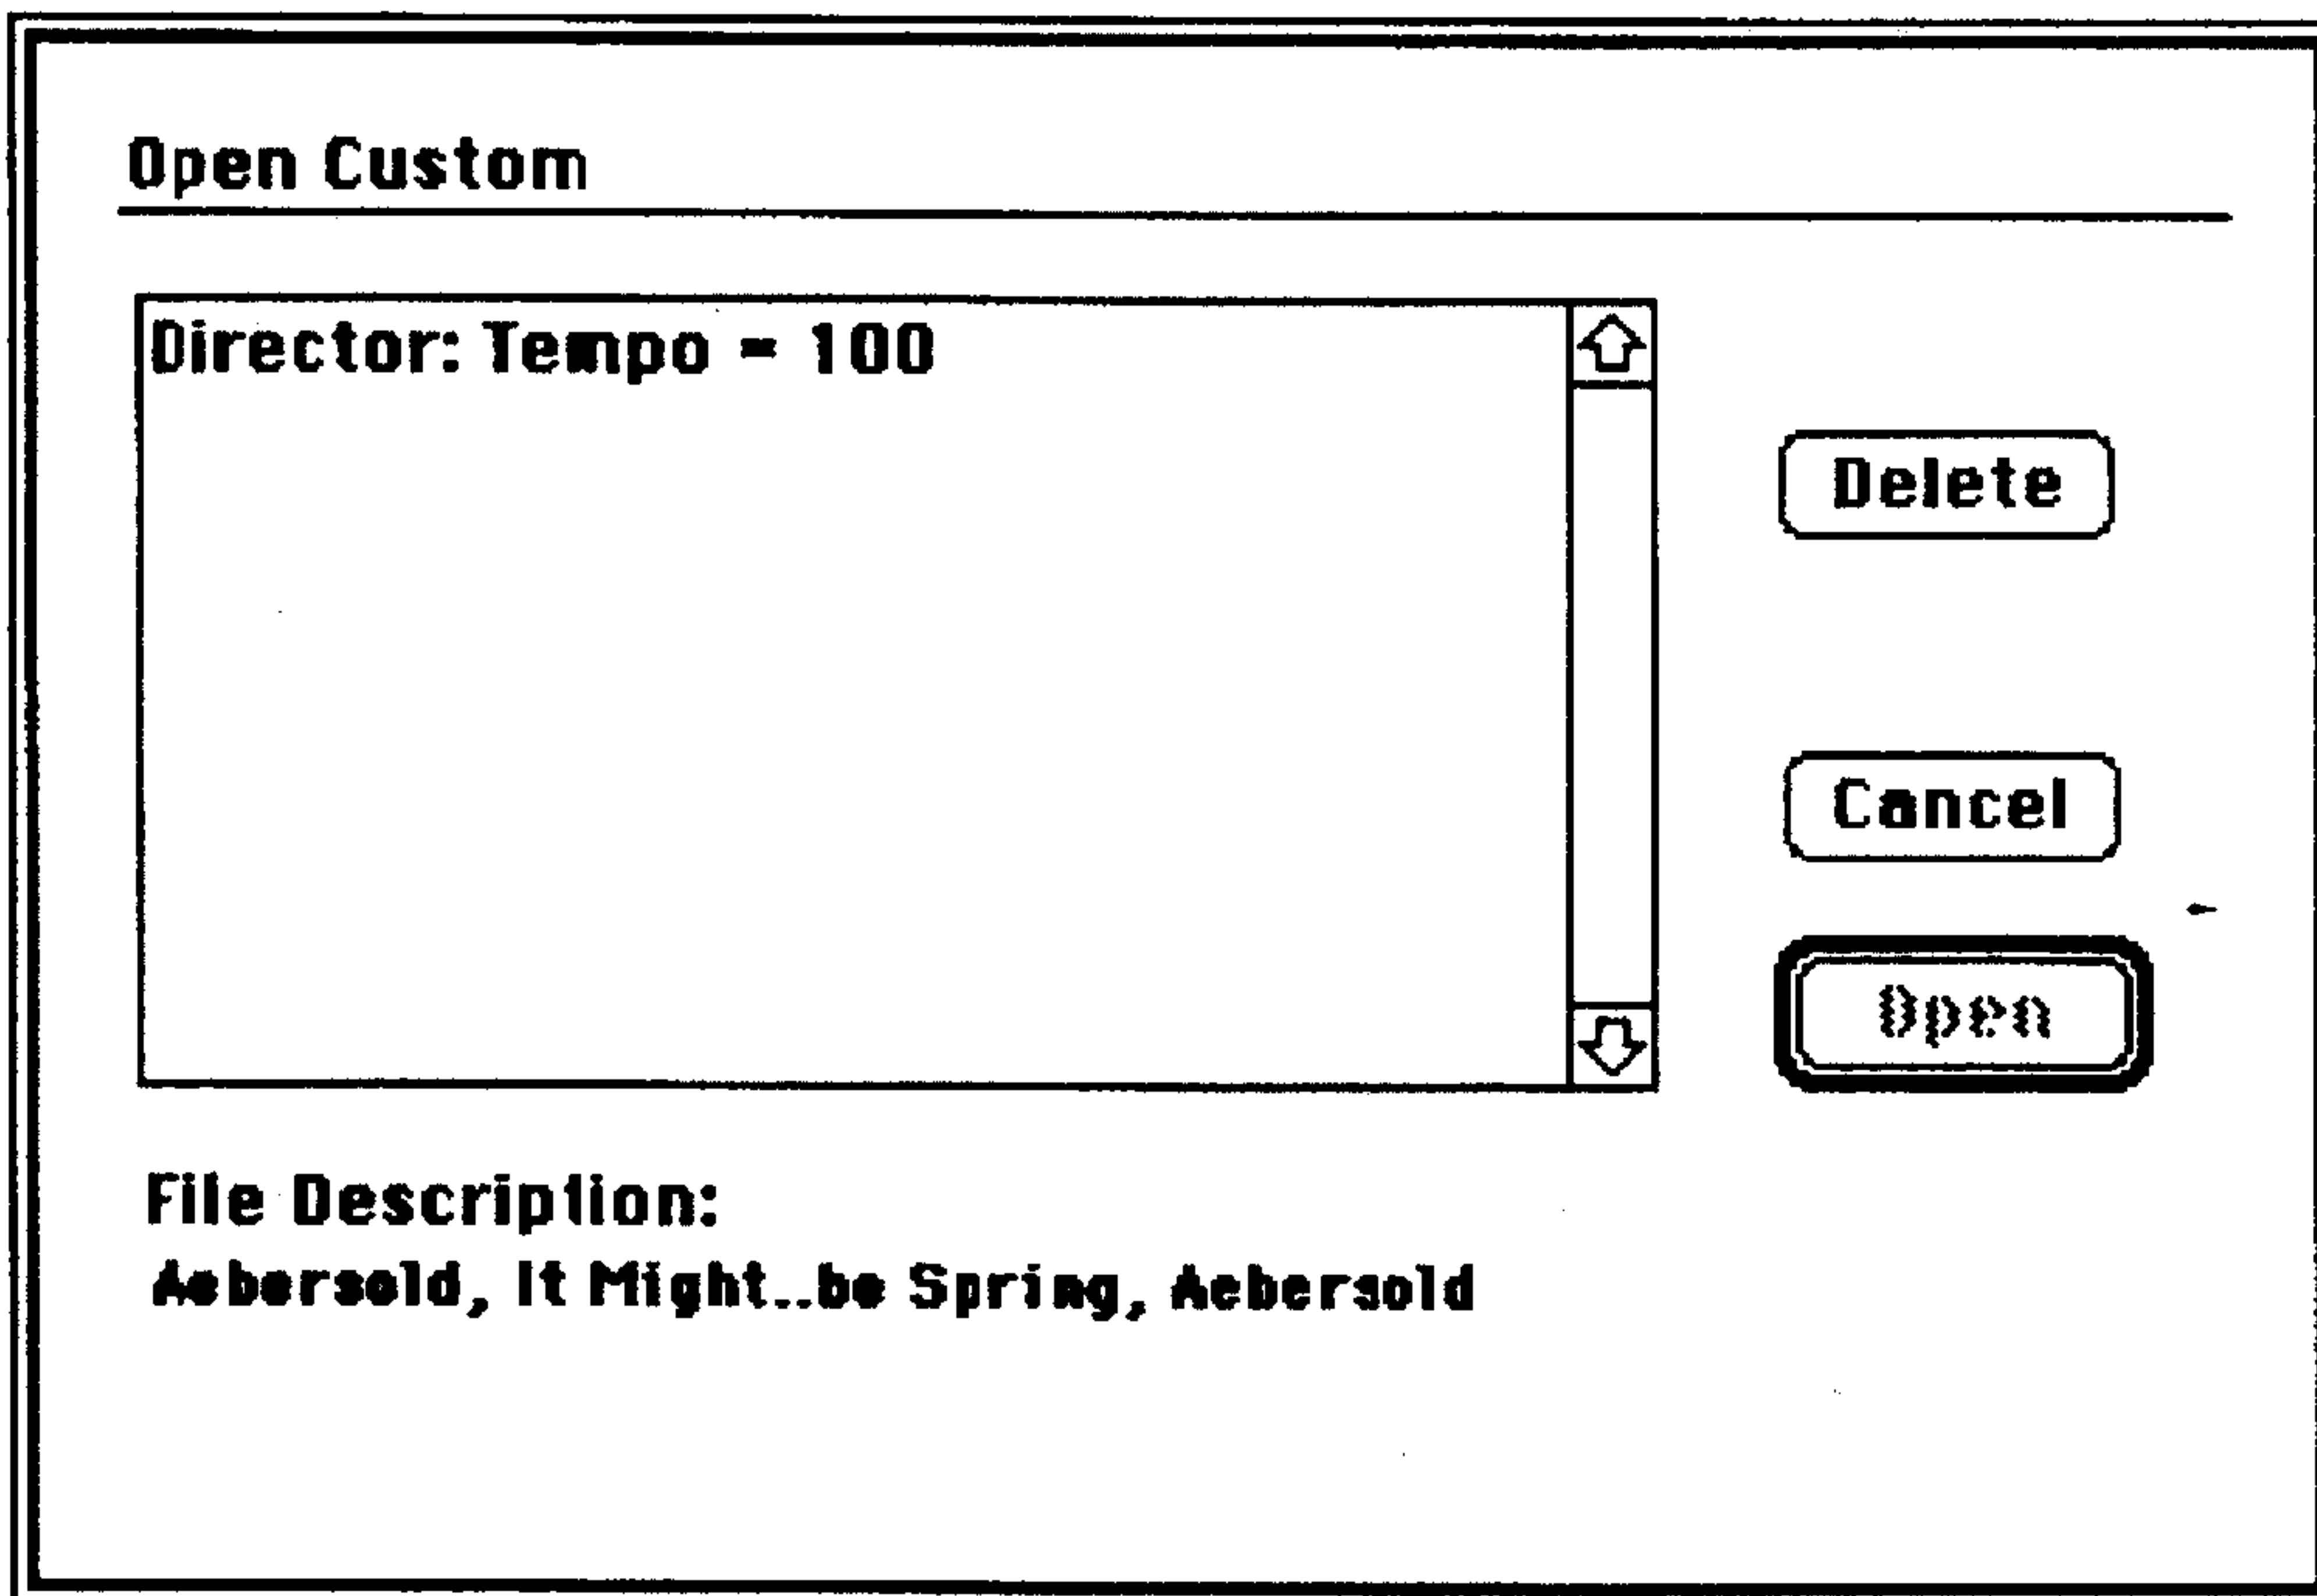 Open Custom
Director: Tempo = 100
Delete
Cancel
Open
File Description:
Aebersold, It Might...be Spring, Aebersold